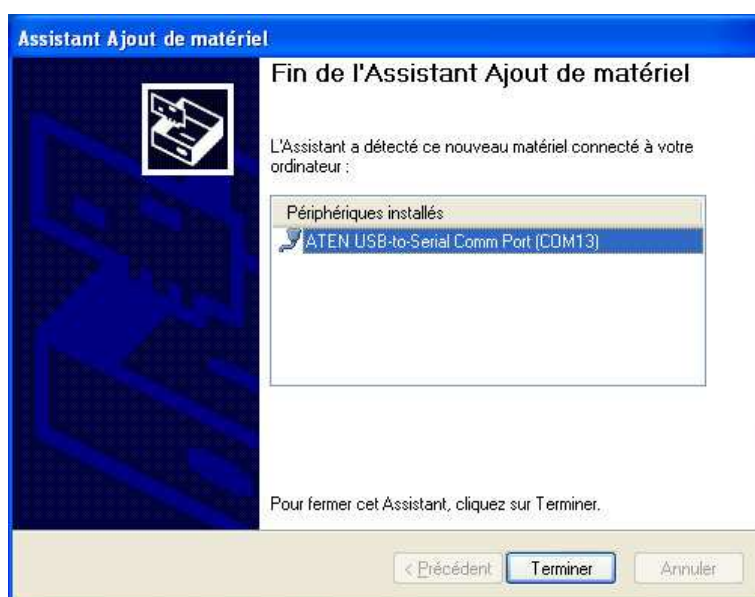 Assistant Ajout de matériel
Fin de l'Assistant Ajout de matériel
L'Assistant a détecté ce nouveau matériel connecté à votre
ordinateur :
Périphériques installés
ATEN USB-to-Serial Comm Port (COM13)
Pour fermer cet Assistant, cliquez sur Terminer.
< Précédent Terminer Annuler